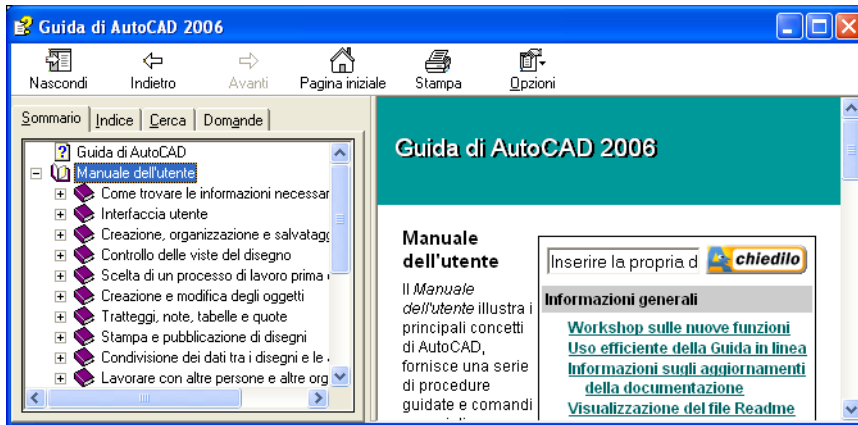 Guida di AutoCAD 2006
Nascondi Indietro Avanti Pagina iniziale Stampa Opzioni
Sommario Indice Cerca Domande
Guida di AutoCAD
Manuale dell'utente
Come trovare le informazioni necessar
Interfaccia utente
Creazione, organizzazione e salvatagg
Controllo delle viste del disegno
Scelta di un processo di lavoro prima
Creazione e modifica degli oggetti
Tratteggi, note, tabelle e quote
Stampa e pubblicazione di disegni
Condivisione dei dati tra i disegni e le
Lavorare con altre persone e altre org
Guida di AutoCAD 2006
Manuale
dell'utente
Il Manuale
dell'utente illustra i
principali concetti
di AutoCAD,
fornisce una serie
di procedure
guidate e comandi
Inserire la propria d chiedilo
Informazioni generali
Workshop sulle nuove funzioni
Uso efficiente della Guida in linea
Informazioni sugli aggiornamenti
della documentazione
Visualizzazione del file Readme